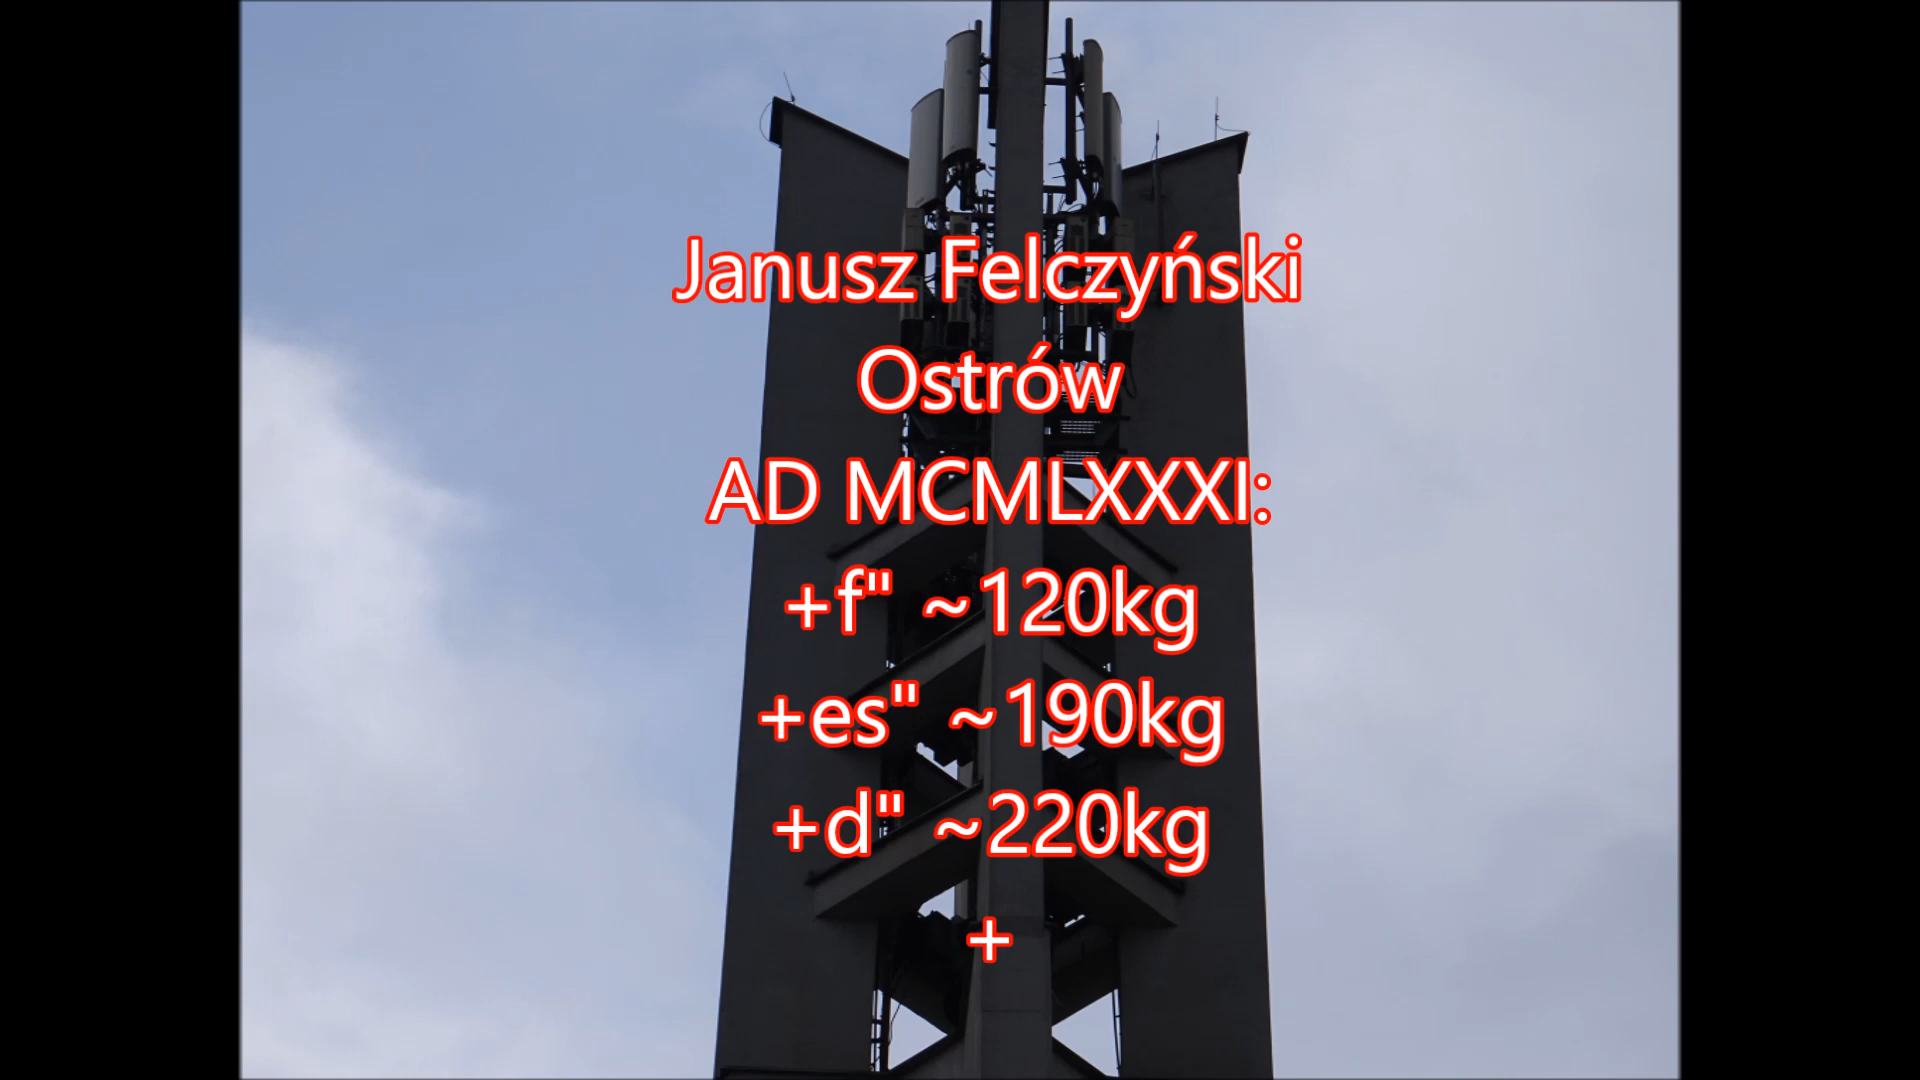 Janusz Felczyński
Ostrów
AD MCMLXXXI:
+f" ~120kg
+es" ~190kg
+d" ~220kg
+